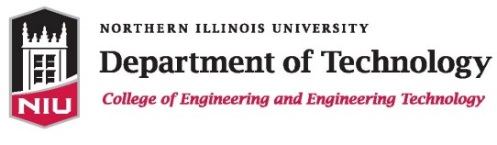 NIU
NORTHERN ILLINOIS UNIVERSITY
Department of Technology
College of Engineering and Engineering Technology